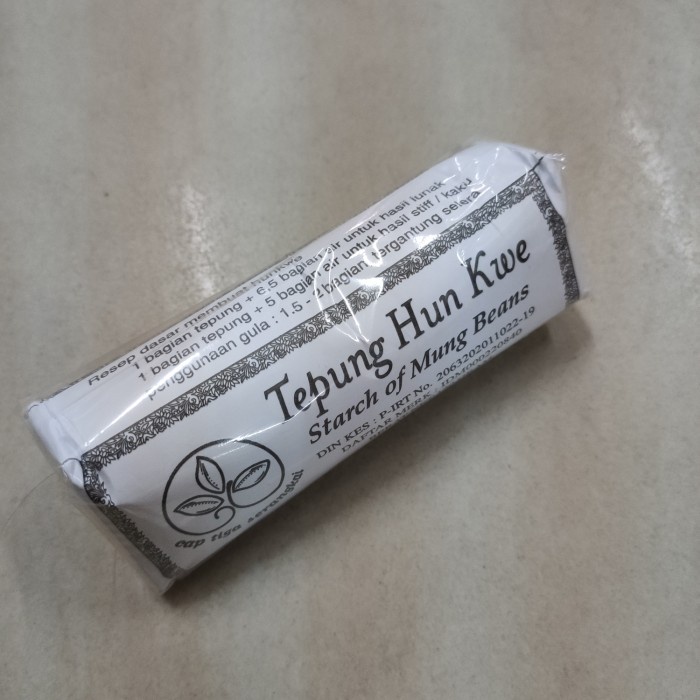 Resep dasar membuat hunkwe
1 bagian tepung + 6.5 bagian air untuk hasil lunak
1 bagian tepung + 5 bagian air untuk hasil stiff / kaku
penggunaan gula : 1.5 - 2 bagian tergantung selera
Tepung Hun Kwe
Starch of Mung Beans
DIN KES : P-IRT No. 2063202011022-19
DAFTAR MERK : IDM000220840
cap tiga serangkai